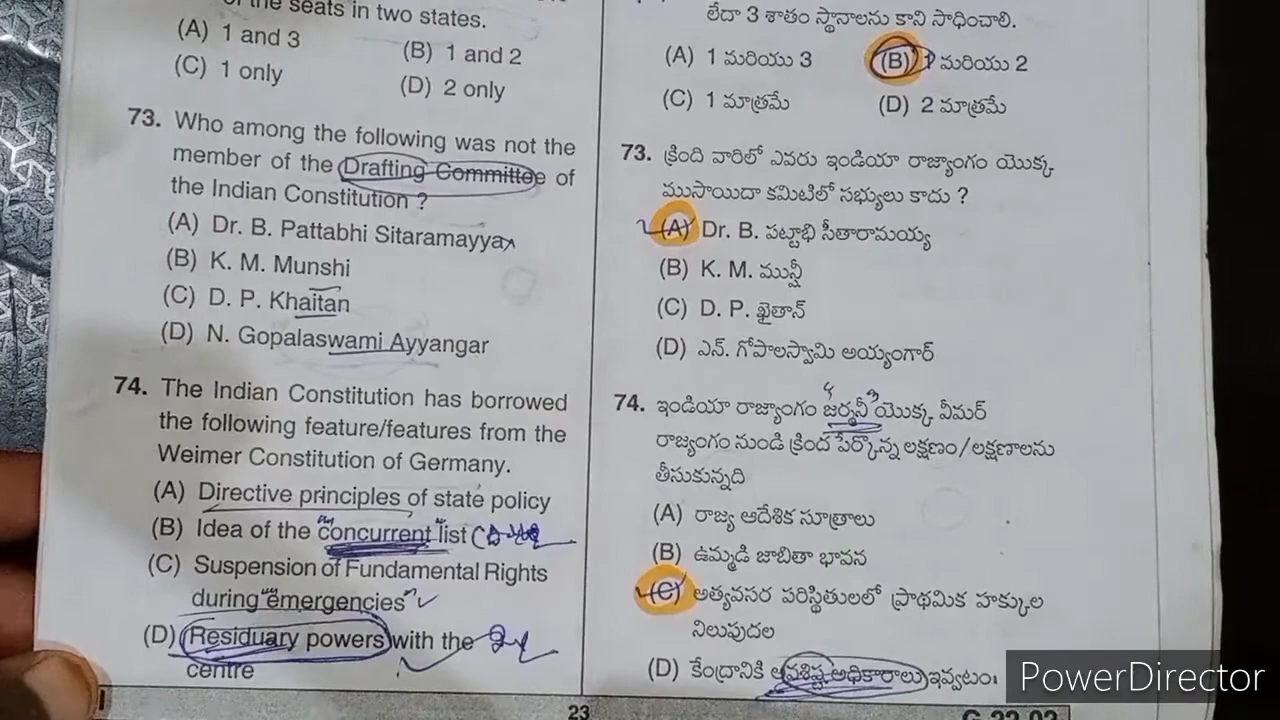 of the seats in two states.
(A) 1 and 3
(B) 1 and 2
(C) 1 only
(D) 2 only
73. Who among the following was not the
member of the Drafting Committee of
the Indian Constitution ?
(A) Dr. B. Pattabhi Sitaramayya
(B) K. M. Munshi
(C) D. P. Khaitan
(D) N. Gopalaswami Ayyangar
74. The Indian Constitution has borrowed
the following feature/features from the
Weimer Constitution of Germany.
(A) Directive principles of state policy
(B) Idea of the concurrent list
(C) Suspension of Fundamental Rights
during emergencies
(D) Residuary powers with the
centre
లేదా 3 శాతం స్థానాలను కాని సాధించాలి.
(A) 1 మరియు 3
(B) 1 మరియు 2
(C) 1 మాత్రమే
(D) 2 మాత్రమే
73. క్రింది వారిలో ఎవరు ఇండియా రాజ్యాంగం యొక్క
ముసాయిదా కమిటిలో సభ్యులు కాదు ?
(A) Dr. B. పట్టాభి సీతారామయ్య
(B) K. M. మున్షీ
(C) D. P. ఖైతాన్
(D) ఎన్. గోపాలస్వామి అయ్యంగార్
74. ఇండియా రాజ్యాంగం జర్మనీ యొక్క వీమర్
రాజ్యంగం నుండి క్రింద పేర్కొన్న లక్షణం/లక్షణాలను
తీసుకున్నది
(A) రాజ్య ఆదేశిక సూత్రాలు
(B) ఉమ్మడి జాబితా భావన
(C) అత్యవసర పరిస్థితులలో ప్రాథమిక హక్కుల
నిలుపుదల
(D) కేంద్రానికి అవశిష్ట అధికారాలు ఇవ్వటం
23
PowerDirector